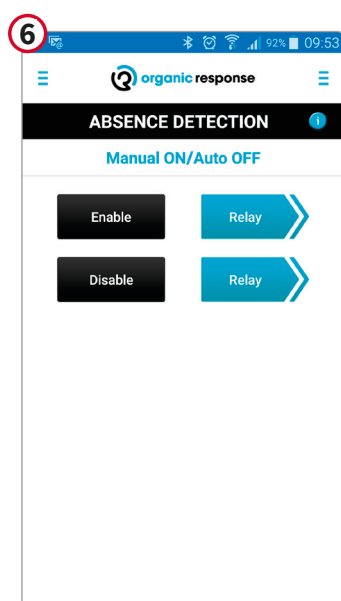 6
92% 09:53
organic response
ABSENCE DETECTION i
Manual ON/Auto OFF
Enable Relay
Disable Relay